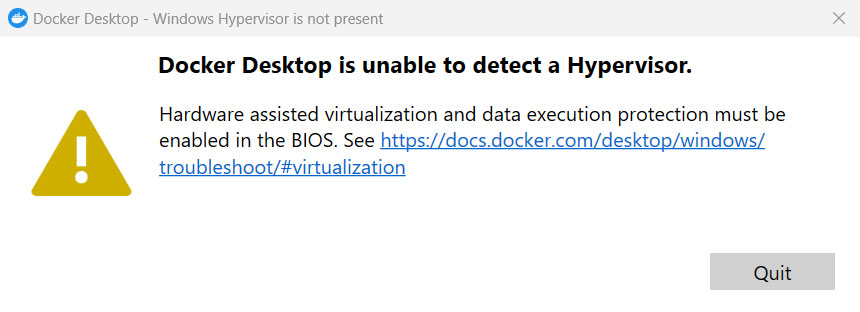 Docker Desktop - Windows Hypervisor is not present
Docker Desktop is unable to detect a Hypervisor.
Hardware assisted virtualization and data execution protection must be
enabled in the BIOS. See https://docs.docker.com/desktop/windows/
troubleshoot/#virtualization
Quit